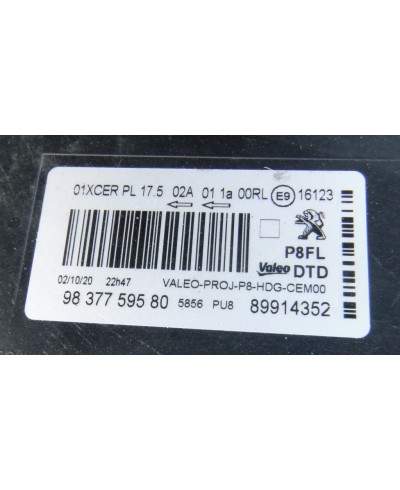 01XCER PL 17.5 02A 01 1a 00RL E9 16123
P8FL
Valeo DTD
02/10/20 22h47 VALEO-PROJ-P8-HDG-CEM00
98 377 595 80 5856 PU8 89914352